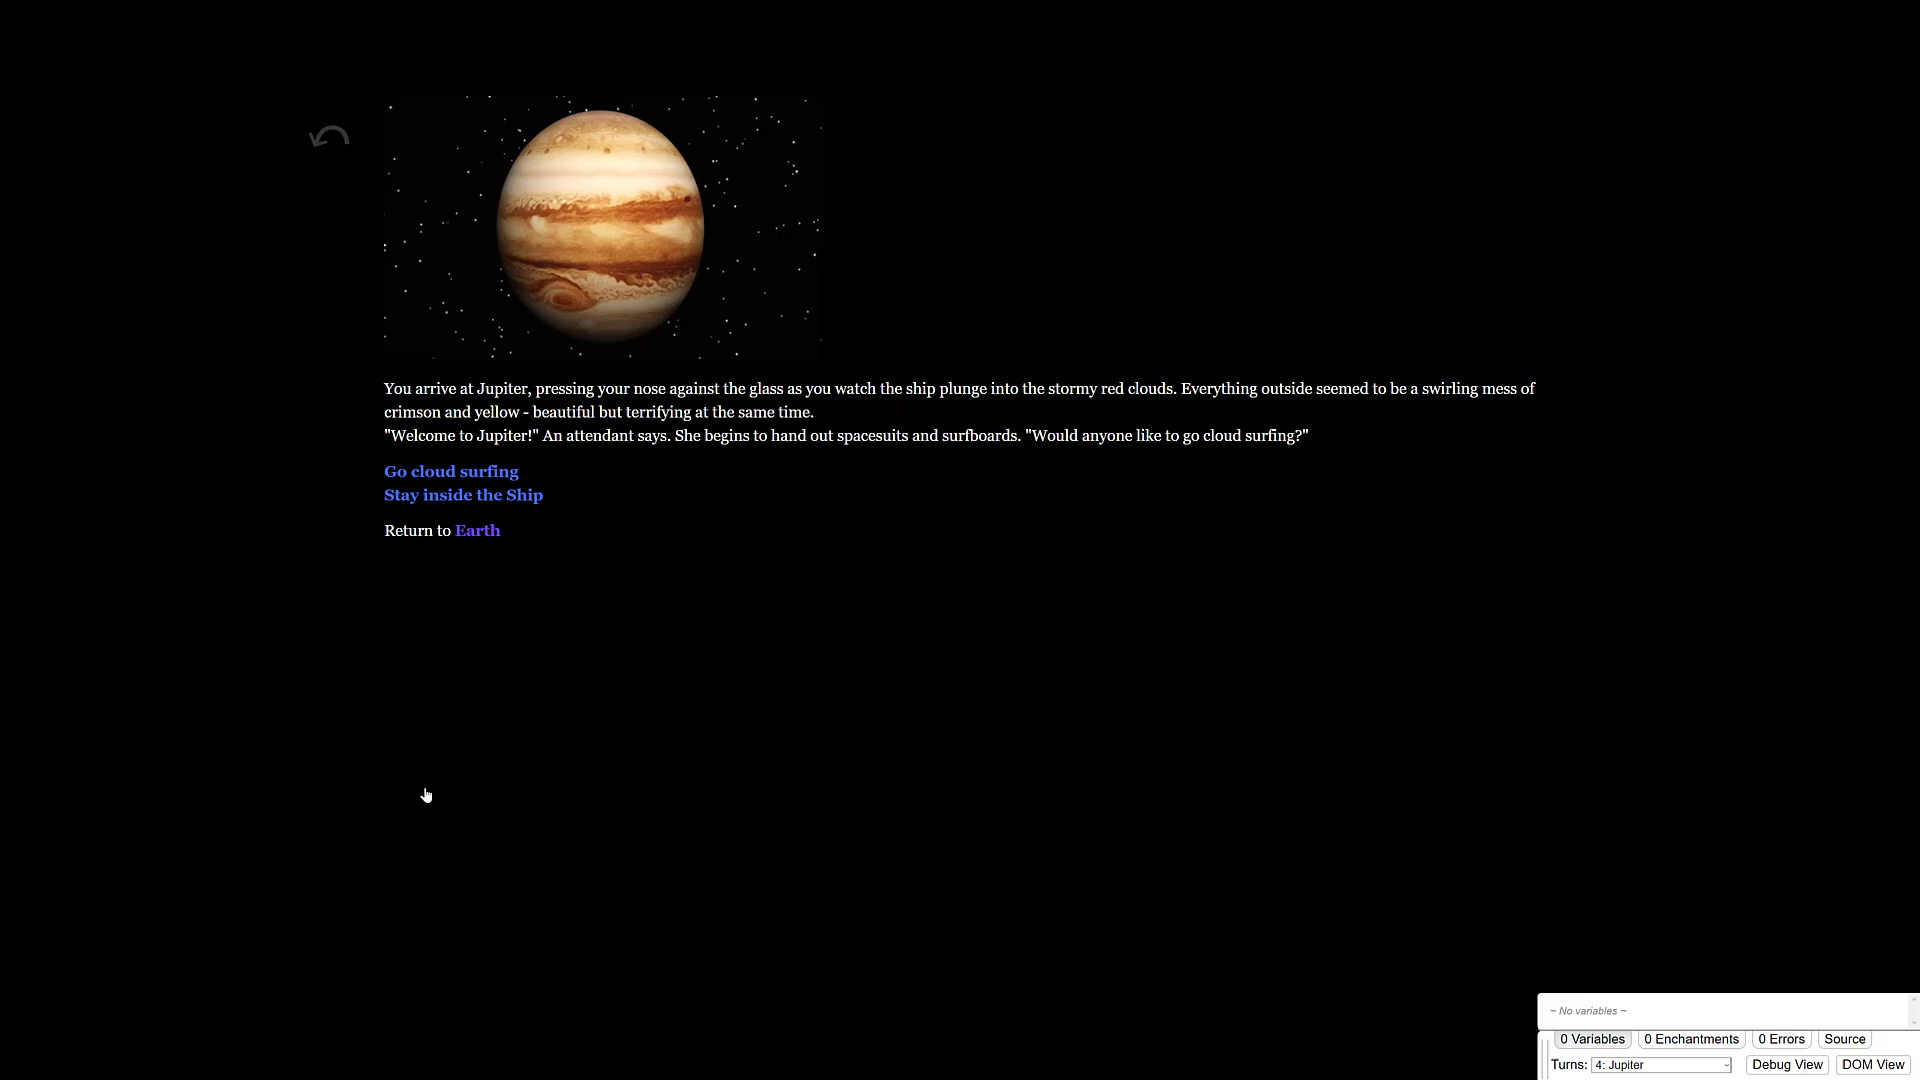 You arrive at Jupiter, pressing your nose against the glass as you watch the ship plunge into the stormy red clouds. Everything outside seemed to be a swirling mess of
crimson and yellow - beautiful but terrifying at the same time.
"Welcome to Jupiter!" An attendant says. She begins to hand out spacesuits and surfboards. "Would anyone like to go cloud surfing?"
Go cloud surfing
Stay inside the Ship
Return to Earth
~ No variables ~
0 Variables 0 Enchantments 0 Errors Source
Turns: 4: Jupiter Debug View DOM View